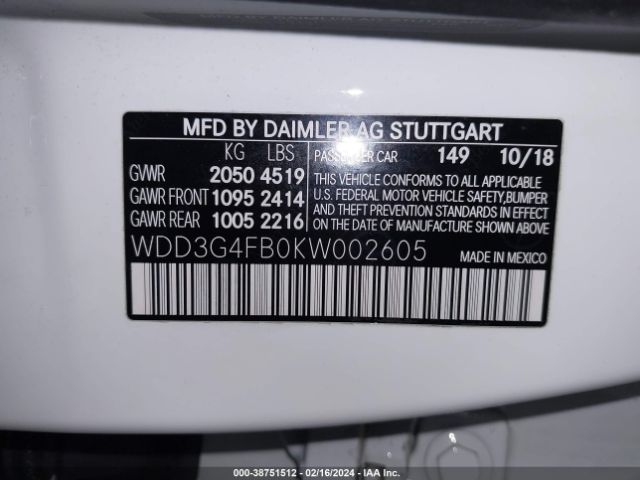 MFD BY DAIMLER AG STUTTGART
KG LBS
PASSENGER CAR 149 10/18
GVWR 2050 4519
GAWR FRONT 1095 2414
GAWR REAR 1005 2216
THIS VEHICLE CONFORMS TO ALL APPLICABLE
U.S. FEDERAL MOTOR VEHICLE SAFETY,BUMPER
AND THEFT PREVENTION STANDARDS IN EFFECT
ON THE DATE OF MANUFACTURE SHOWN ABOVE
WDD3G4FB0KW002605
MADE IN MEXICO
000-38751512 - 02/16/2024 - IAA Inc.